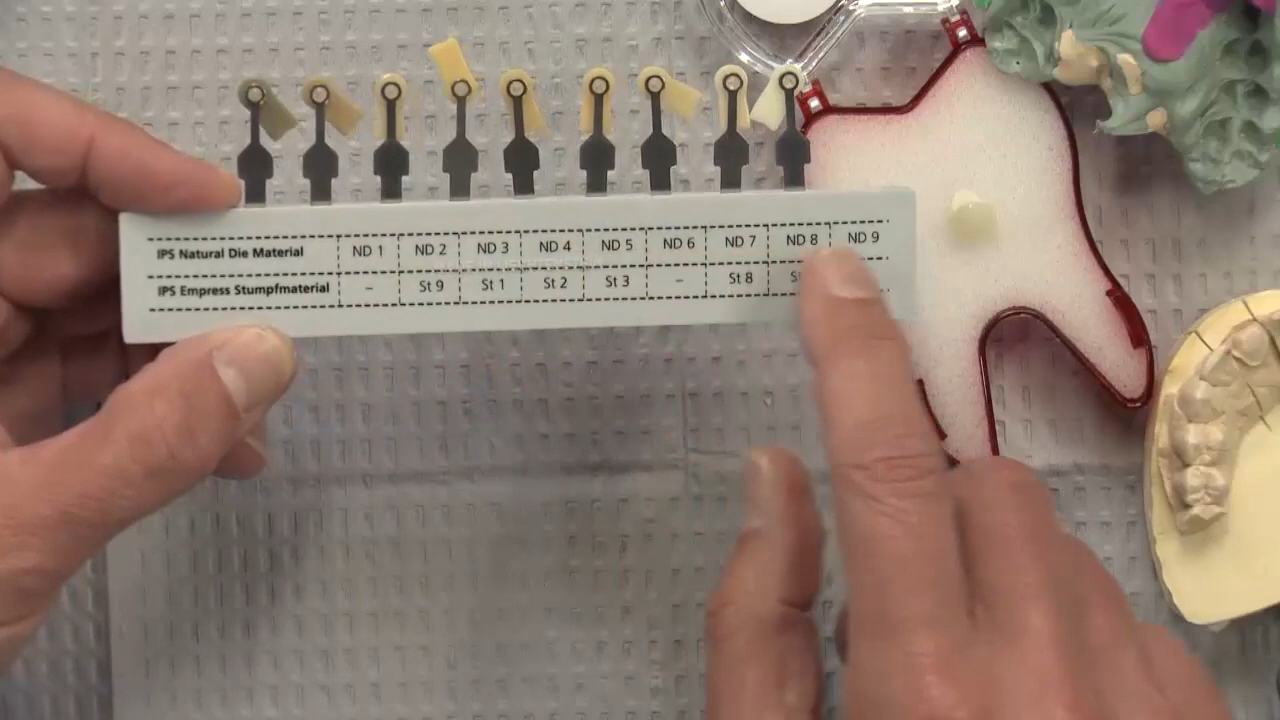 IPS Natural Die Material ND 1 ND 2 ND 3 ND 4 ND 5 ND 6 ND 7 ND 8 ND 9
IPS Empress Stumpfmaterial – St 9 St 1 St 2 St 3 – St 8